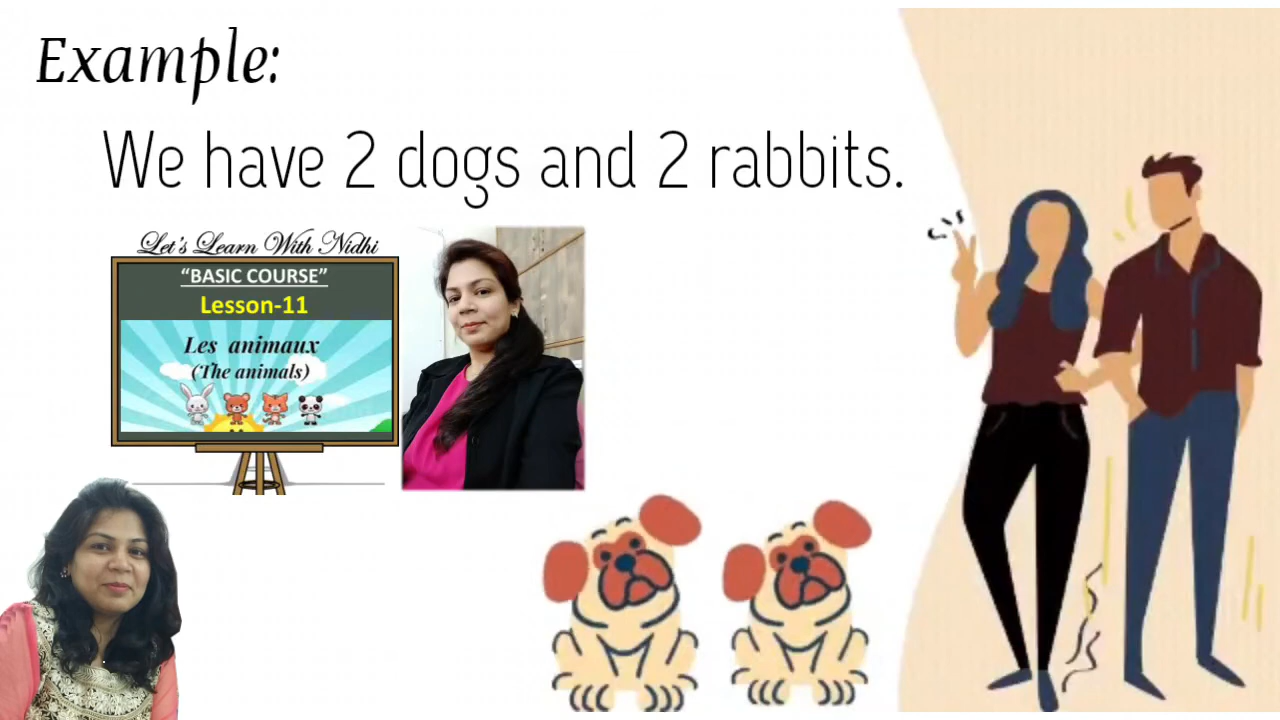 Example:
We have 2 dogs and 2 rabbits.
Let's Learn With Nidhi
“BASIC COURSE”
Lesson-11
Les animaux
(The animals)